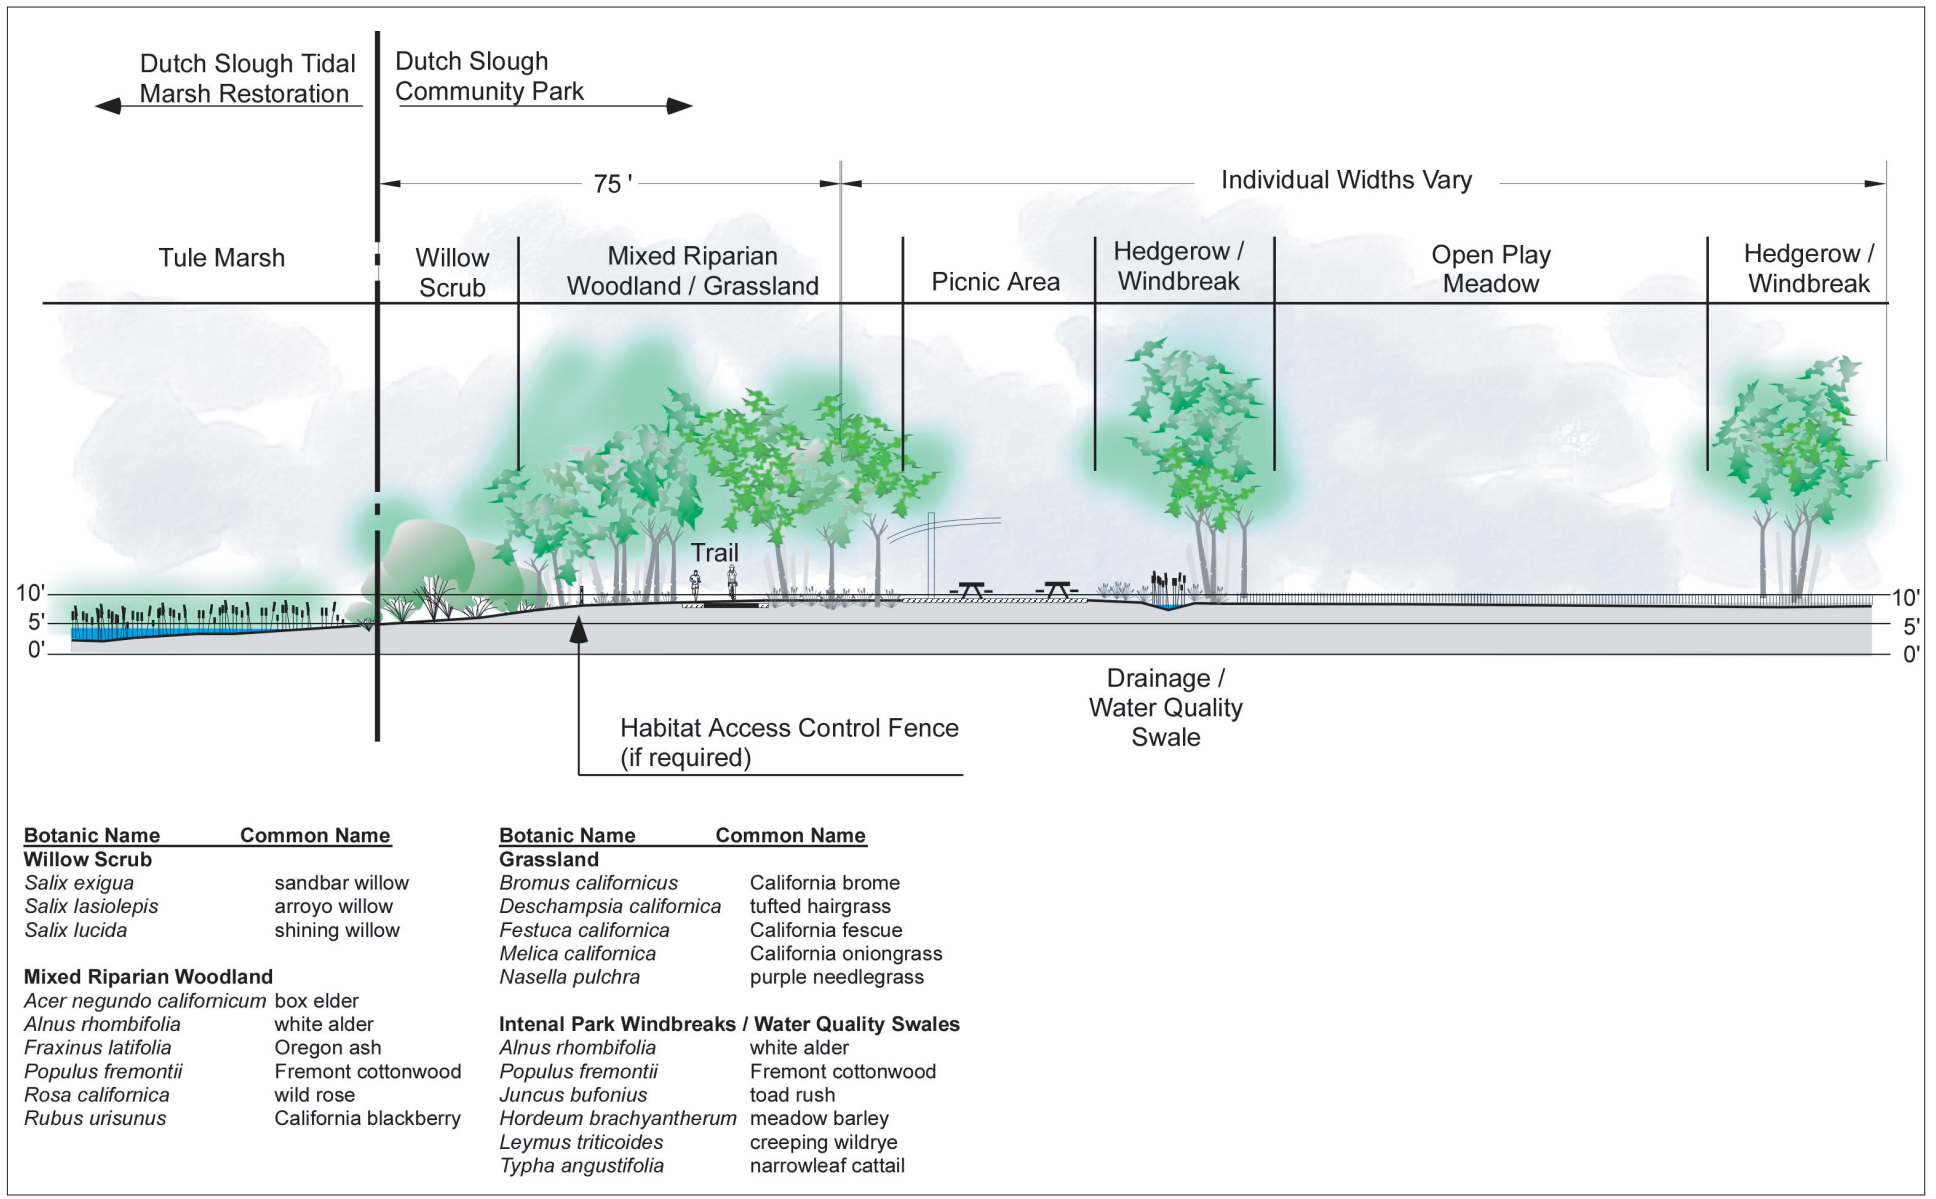 Dutch Slough Tidal
Marsh Restoration
Dutch Slough
Community Park
75 '
Individual Widths Vary
Tule Marsh
Willow
Scrub
Mixed Riparian
Woodland / Grassland
Picnic Area
Hedgerow /
Windbreak
Open Play
Meadow
Hedgerow /
Windbreak
Trail
10'
5'
0'
10'
5'
0'
Drainage /
Water Quality
Swale
Habitat Access Control Fence
(if required)
Botanic Name Common Name
Willow Scrub
Salix exigua sandbar willow
Salix lasiolepis arroyo willow
Salix lucida shining willow
Mixed Riparian Woodland
Acer negundo californicum box elder
Alnus rhombifolia white alder
Fraxinus latifolia Oregon ash
Populus fremontii Fremont cottonwood
Rosa californica wild rose
Rubus urisunus California blackberry
Botanic Name Common Name
Grassland
Bromus californicus California brome
Deschampsia californica tufted hairgrass
Festuca californica California fescue
Melica californica California oniongrass
Nasella pulchra purple needlegrass
Intenal Park Windbreaks / Water Quality Swales
Alnus rhombifolia white alder
Populus fremontii Fremont cottonwood
Juncus bufonius toad rush
Hordeum brachyantherum meadow barley
Leymus triticoides creeping wildrye
Typha angustifolia narrowleaf cattail